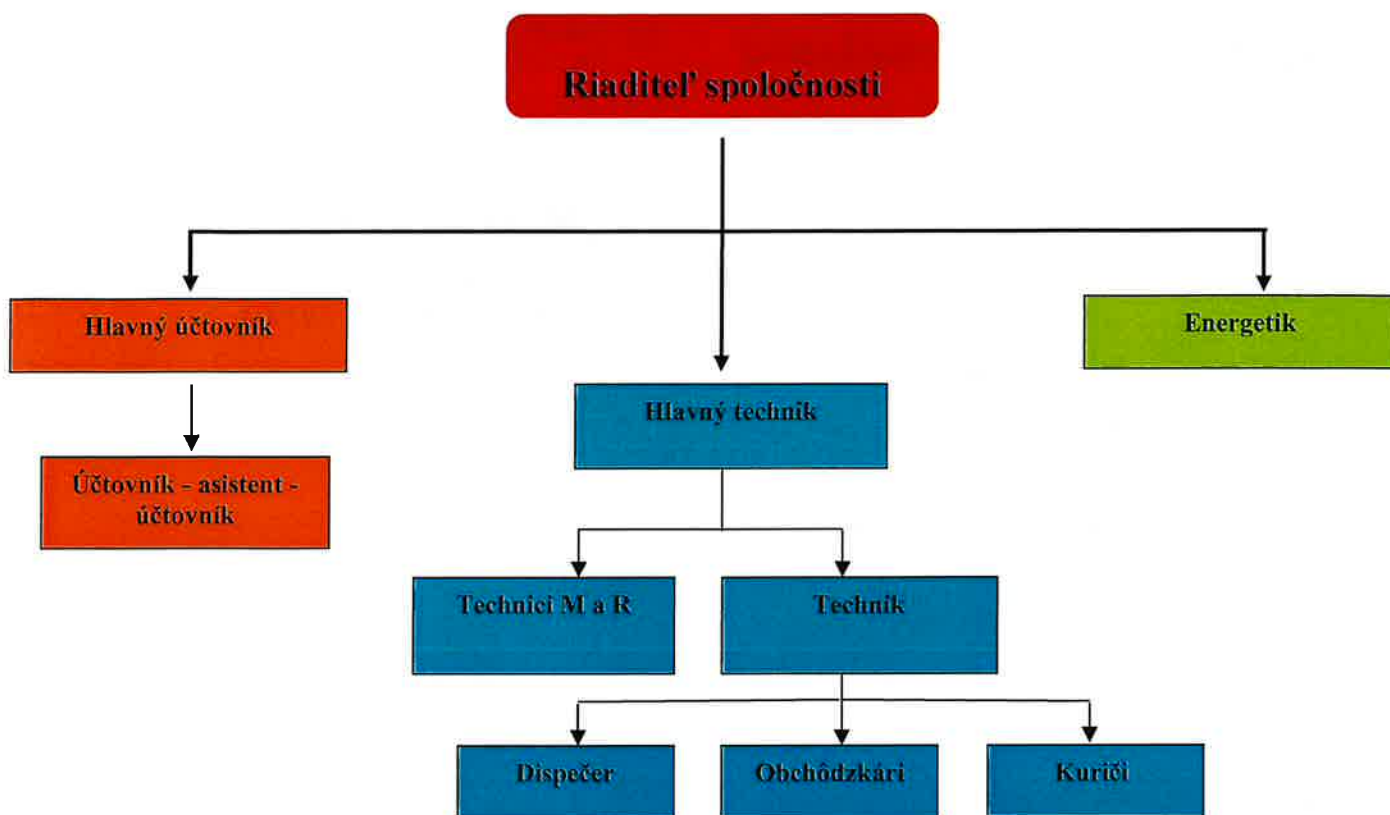 Riaditeľ spoločnosti
Hlavný účtovník
Energetik
Hlavný technik
Účtovník - asistent -
účtovník
Technici M a R
Technik
Dispečer
Obchôdzkári
Kuriči